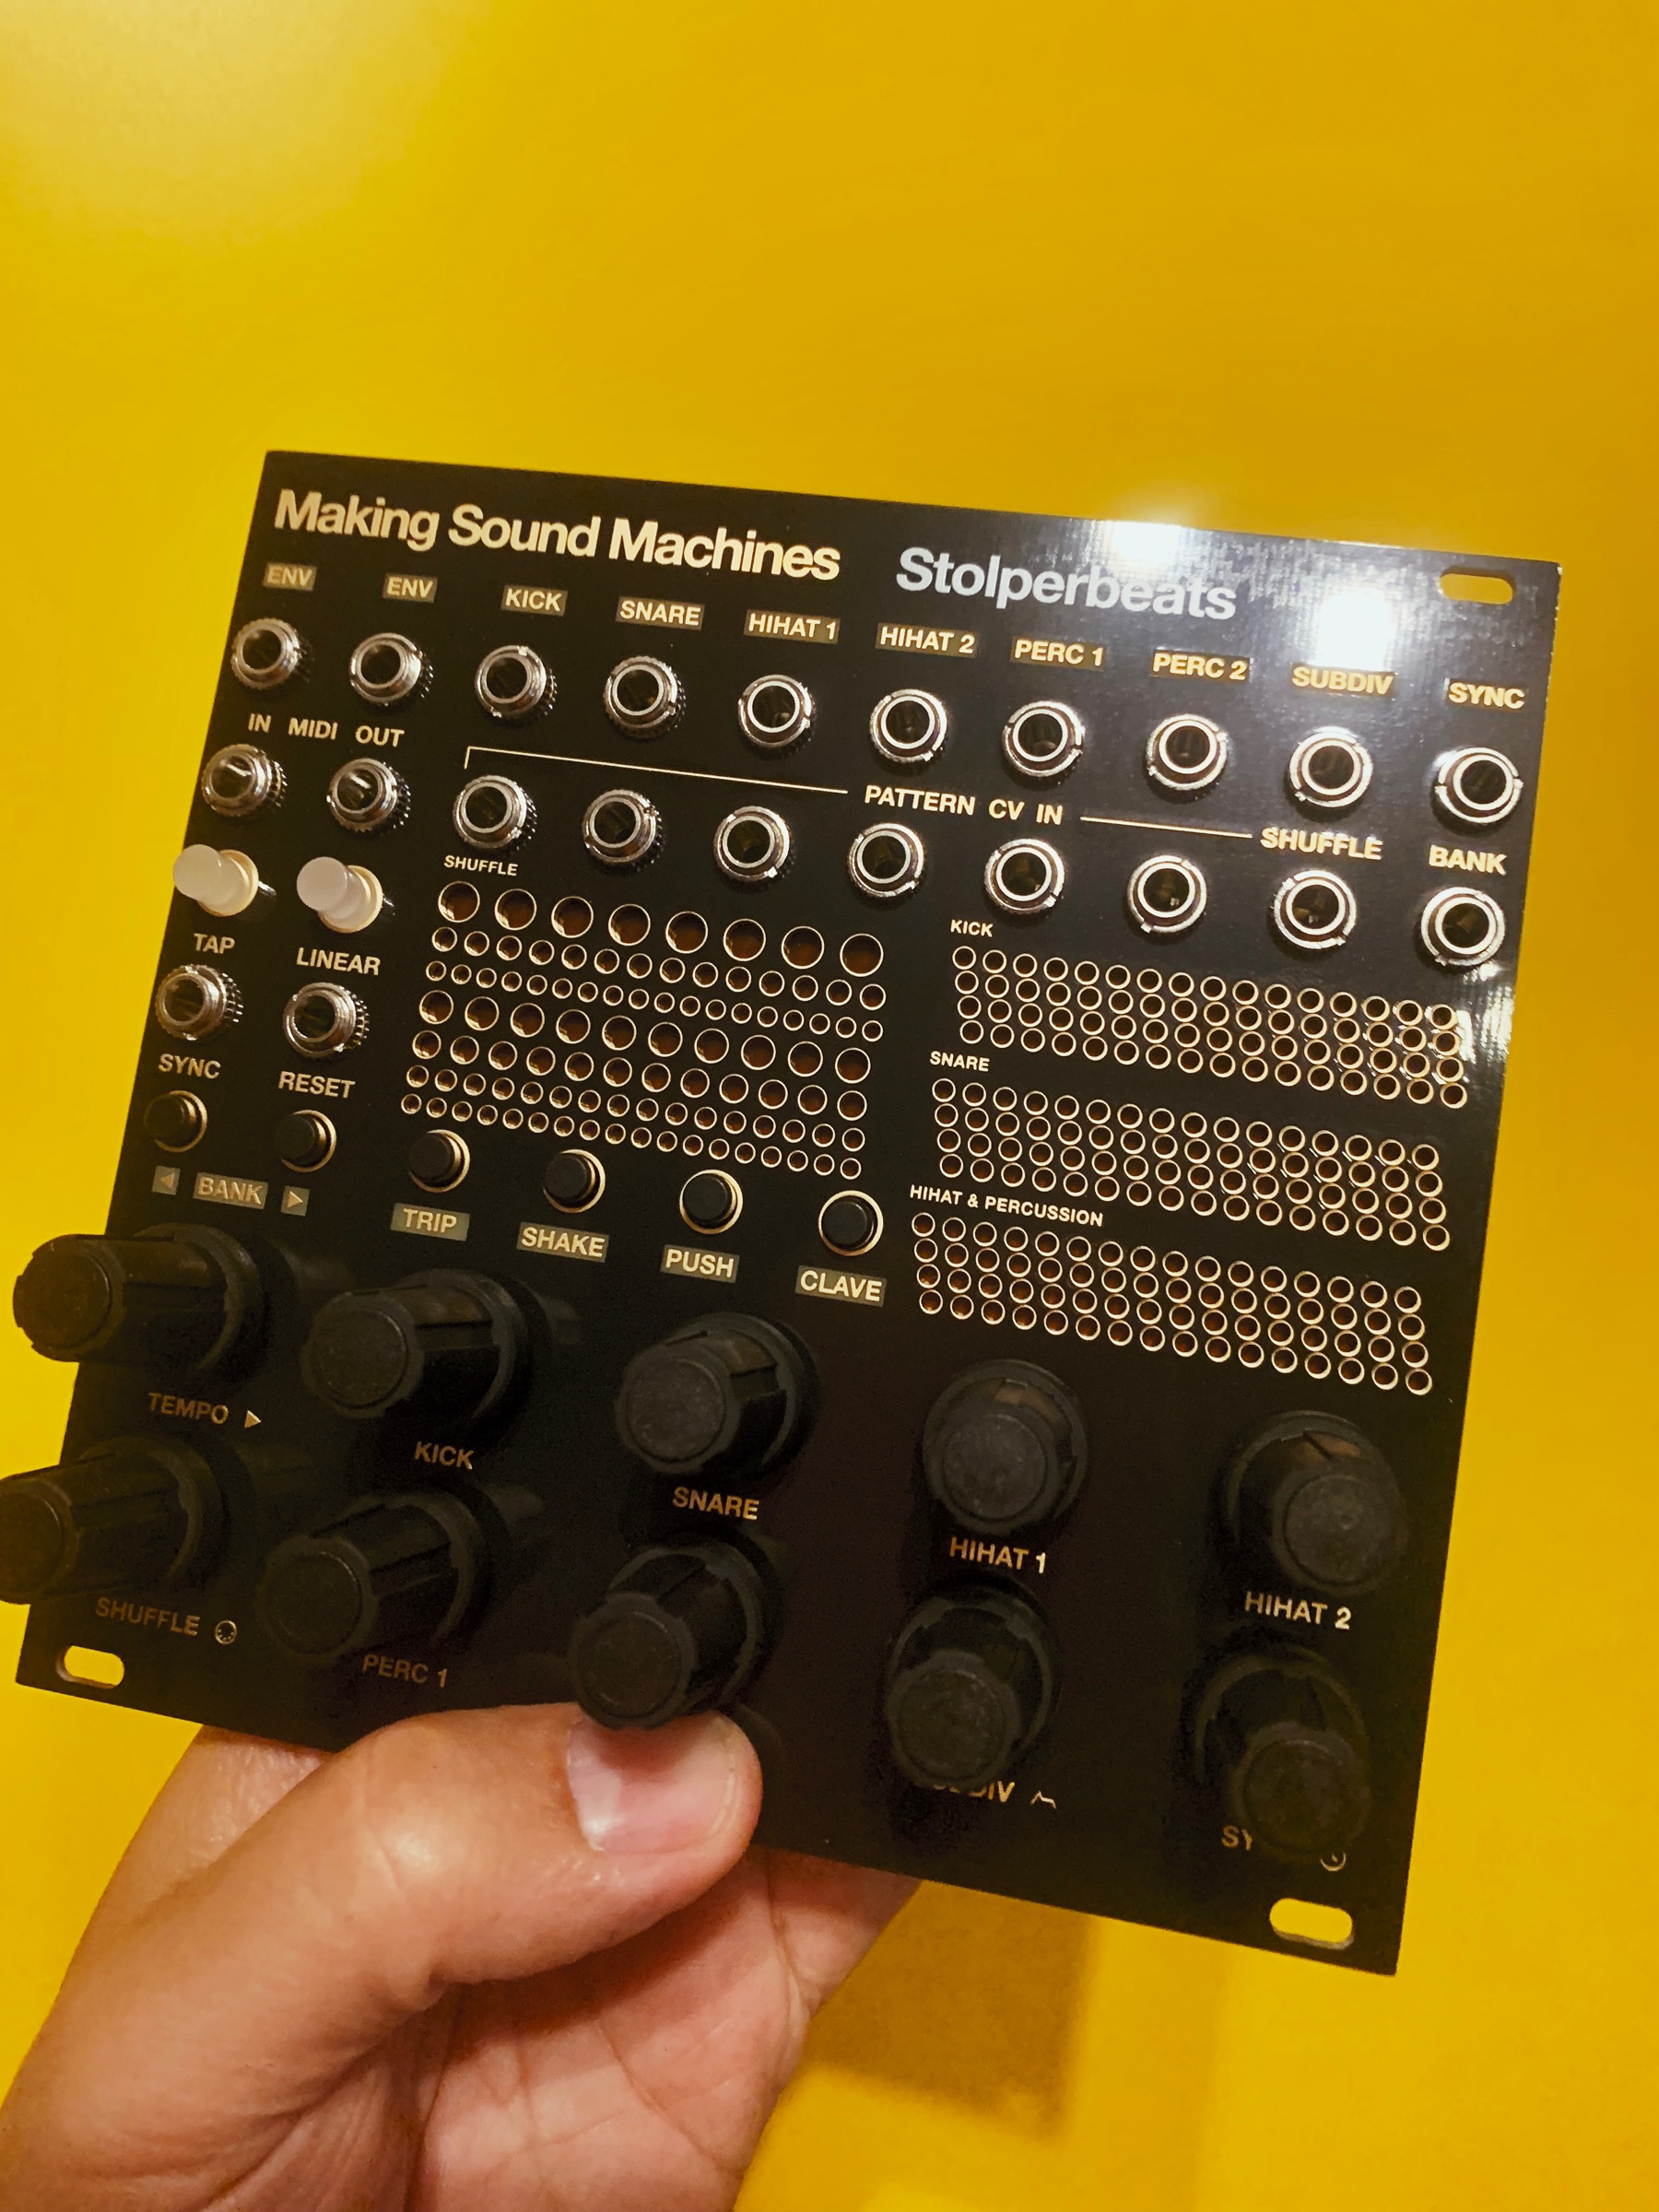 Making Sound Machines Stolperbeats
ENV ENV KICK SNARE HIHAT 1 HIHAT 2 PERC 1 PERC 2 SUBDIV SYNC
IN MIDI OUT
PATTERN CV IN SHUFFLE BANK
SHUFFLE
KICK
TAP LINEAR
SNARE
SYNC RESET
HIHAT & PERCUSSION
BANK
TRIP SHAKE PUSH CLAVE
TEMPO KICK SNARE HIHAT 1 HIHAT 2
SHUFFLE PERC 1